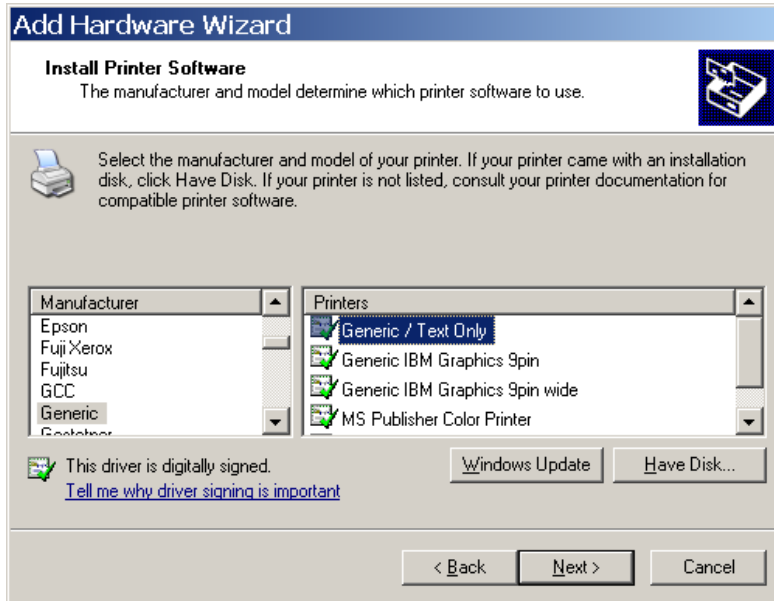 Add Hardware Wizard
Install Printer Software
The manufacturer and model determine which printer software to use.
Select the manufacturer and model of your printer. If your printer came with an installation
disk, click Have Disk. If your printer is not listed, consult your printer documentation for
compatible printer software.
Manufacturer
Epson
Fuji Xerox
Fujitsu
GCC
Generic
Printers
Generic / Text Only
Generic IBM Graphics 9pin
Generic IBM Graphics 9pin wide
MS Publisher Color Printer
This driver is digitally signed.
Tell me why driver signing is important
Windows Update
Have Disk...
< Back
Next >
Cancel